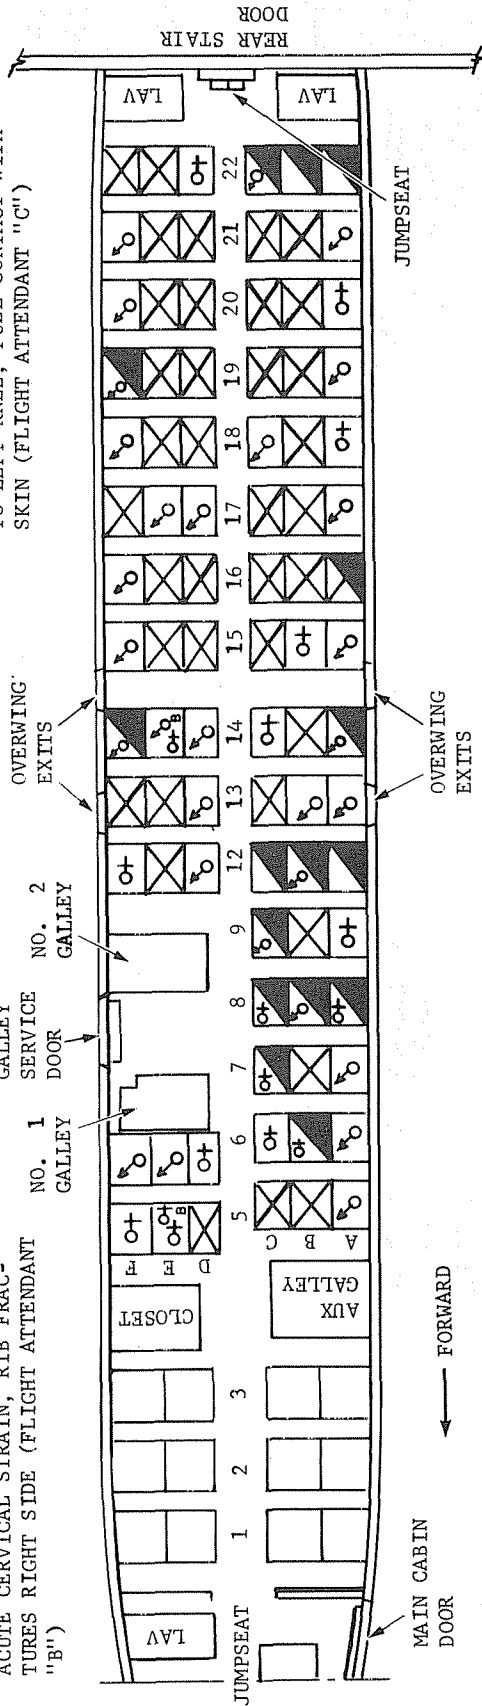 TO LEFT KNEE, FULL CONTACT WITH
SKIN (FLIGHT ATTENDANT "C")
ACUTE CERVICAL STRAIN, RIB FRAC-
TURES RIGHT SIDE (FLIGHT ATTENDANT
"B")
REAR STAIR
DOOR
LAV
LAV
JUMPSEAT
22
21
20
19
18
17
16
15
14
13
12
9
8
7
6
5
3
2
1
B
B
OVERWING
EXITS
OVERWING
EXITS
NO. 2
GALLEY
GALLEY
SERVICE
DOOR
NO. 1
GALLEY
F
E
D
C
B
A
CLOSET
AUX
GALLEY
FORWARD
LAV
JUMPSEAT
MAIN CABIN
DOOR